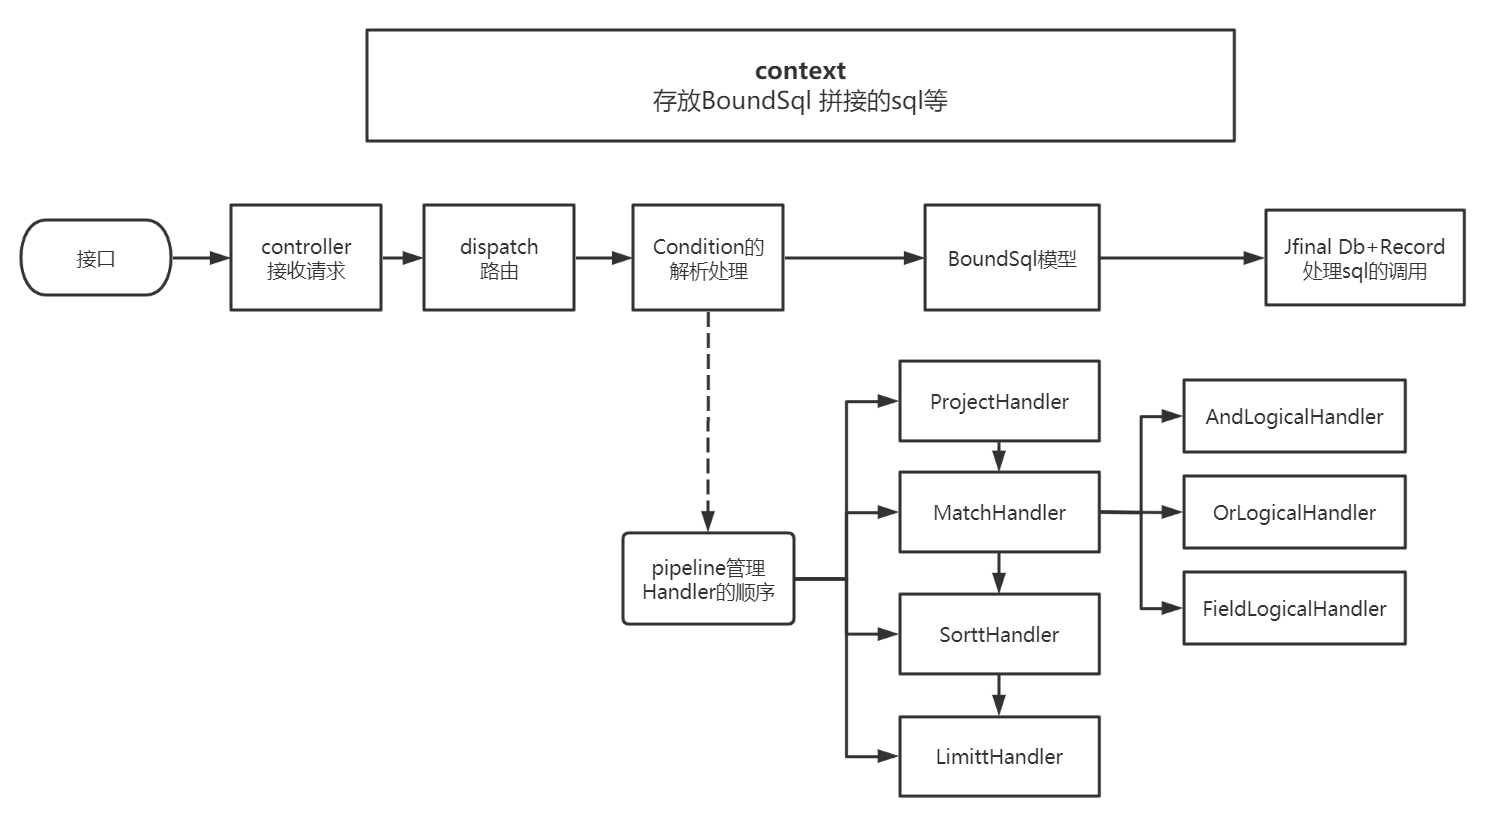 context
存放BoundSql 拼接的sql等
接口
controller
接收请求
dispatch
路由
Condition的
解析处理
BoundSql模型
Jfinal Db+Record
处理sql的调用
ProjectHandler
MatchHandler
SorttHandler
LimittHandler
pipeline管理
Handler的顺序
AndLogicalHandler
OrLogicalHandler
FieldLogicalHandler